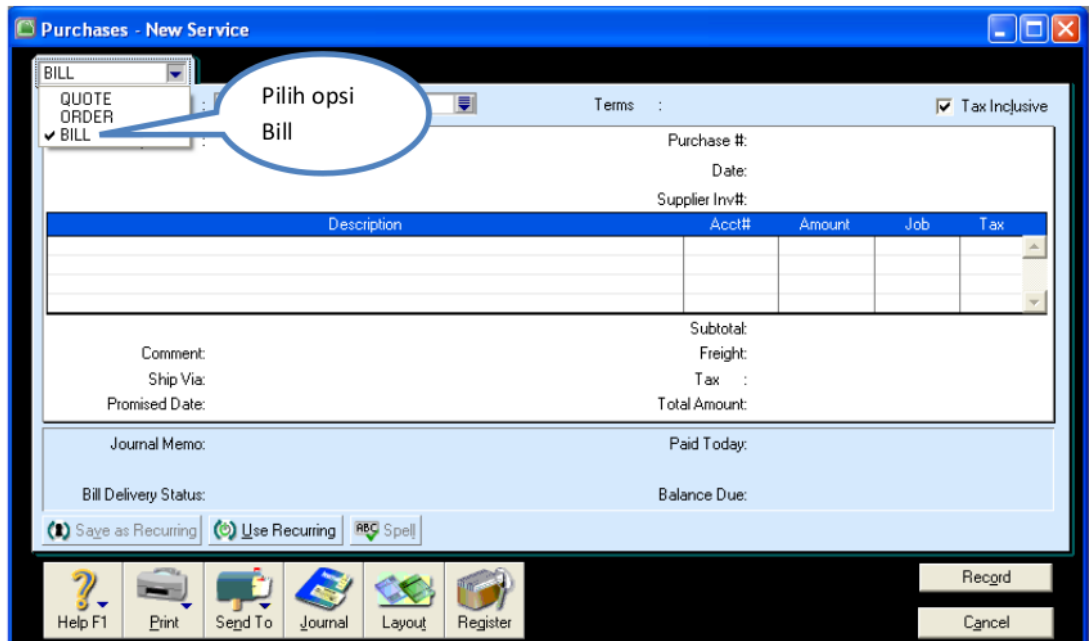 Purchases - New Service
BILL
QUOTE
ORDER
BILL
Pilih opsi
Bill
:
Terms :
Tax Inclusive
:
Purchase #:
Date:
Supplier Inv#:
Description Acct# Amount Job Tax
Subtotal:
Comment: Freight:
Ship Via: Tax :
Promised Date: Total Amount:
Journal Memo: Paid Today:
Bill Delivery Status: Balance Due:
Save as Recurring Use Recurring ABC Spell
Help F1 Print Send To Journal Layout Register
Record
Cancel